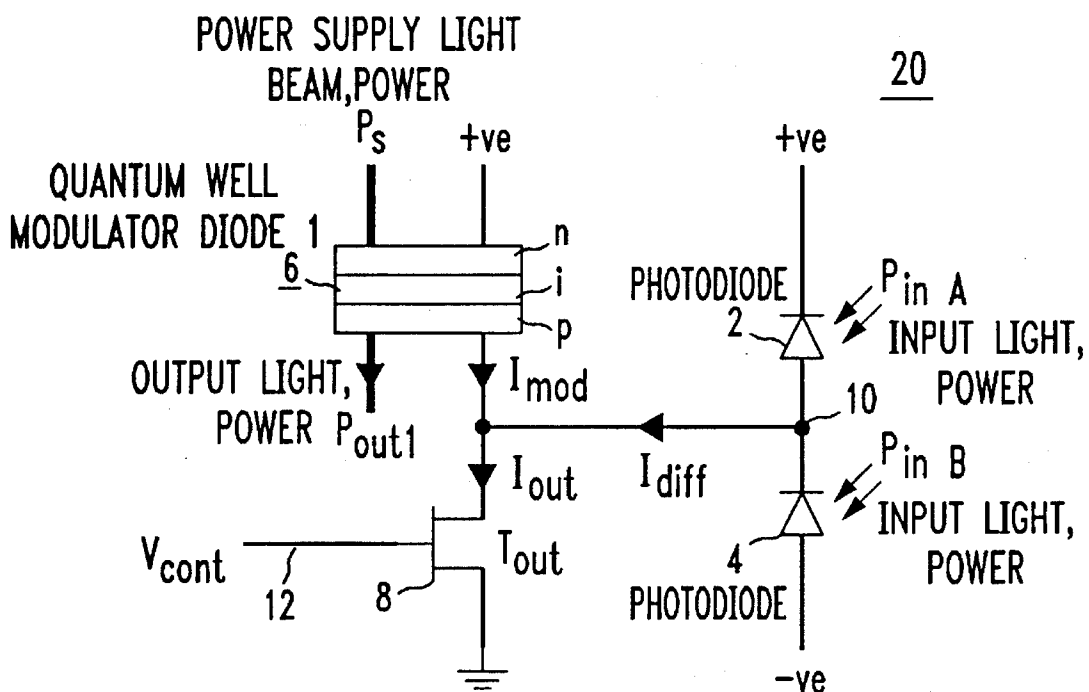 POWER SUPPLY LIGHT
BEAM,POWER
Ps
+ve
20
+ve
QUANTUM WELL
MODULATOR DIODE 1
6
n
i
p
PHOTODIODE
2
Pin A
INPUT LIGHT,
POWER
OUTPUT LIGHT,
POWER Pout1
Imod
10
Iout
Idiff
Pin B
INPUT LIGHT,
POWER
Vcont
12
8
Tout
4
PHOTODIODE
-ve